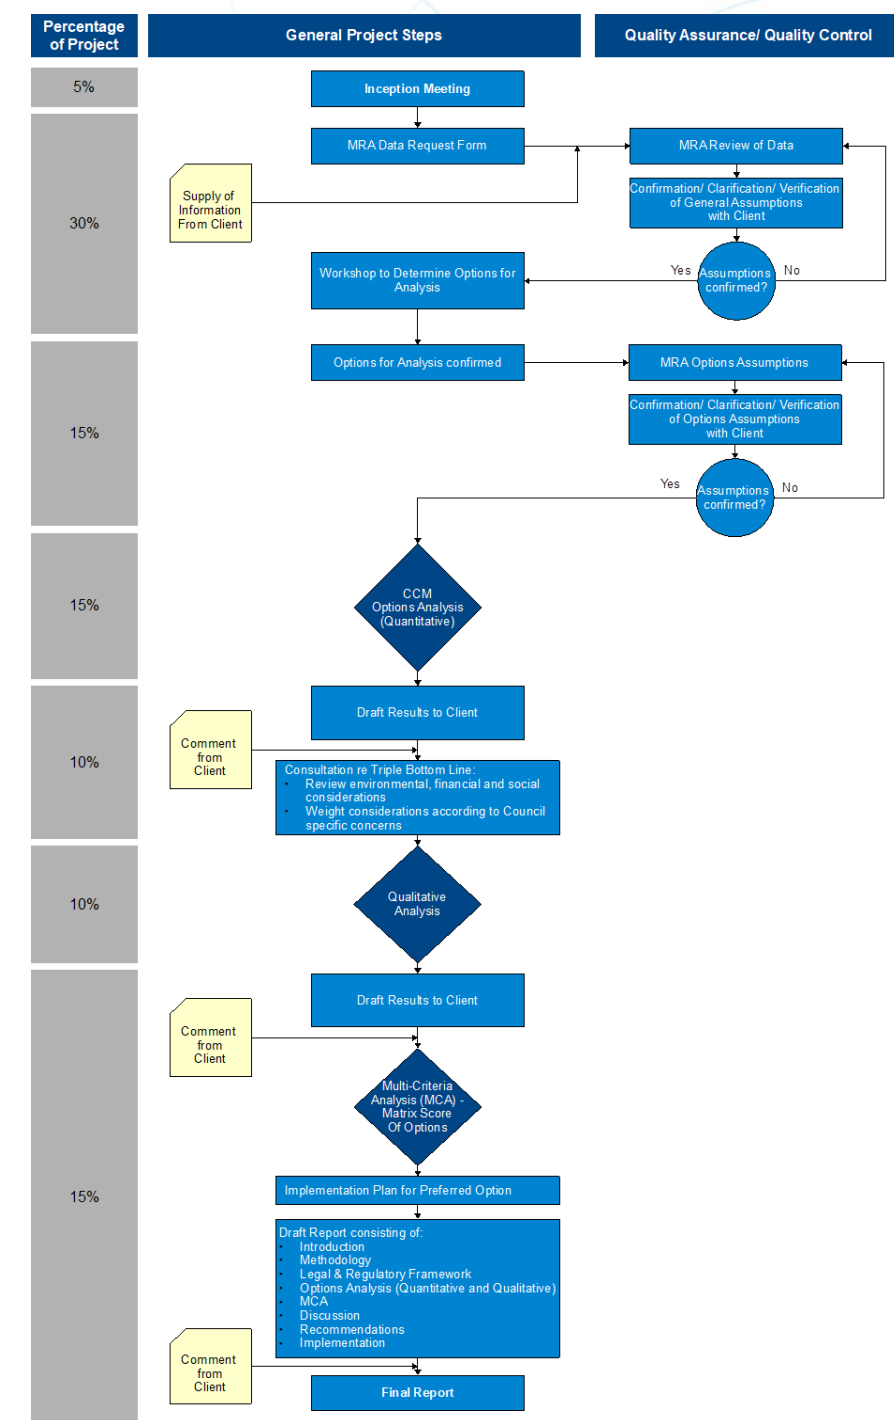 Percentage
of Project
General Project Steps
Quality Assurance/ Quality Control
5%
Inception Meeting
30%
MRA Data Request Form
MRA Review of Data
Supply of
Information
From Client
Confirmation/ Clarification/ Verification
of General Assumptions
with Client
Workshop to Determine Options for
Analysis
Yes
Assumptions
confirmed?
No
15%
Options for Analysis confirmed
MRA Options Assumptions
Confirmation/ Clarification/ Verification
of Options Assumptions
with Client
Yes
Assumptions
confirmed?
No
15%
CCM
Options Analysis
(Quantitative)
10%
Draft Results to Client
Comment
from
Client
Consultation re Triple Bottom Line:
• Review environmental, financial and social
considerations
• Weight considerations according to Council
specific concerns
10%
Qualitative
Analysis
15%
Draft Results to Client
Comment
from
Client
Multi-Criteria
Analysis (MCA) -
Matrix Score
Of Options
Implementation Plan for Preferred Option
Draft Report consisting of:
• Introduction
• Methodology
• Legal & Regulatory Framework
• Options Analysis (Quantitative and Qualitative)
• MCA
• Discussion
• Recommendations
• Implementation
Comment
from
Client
Final Report